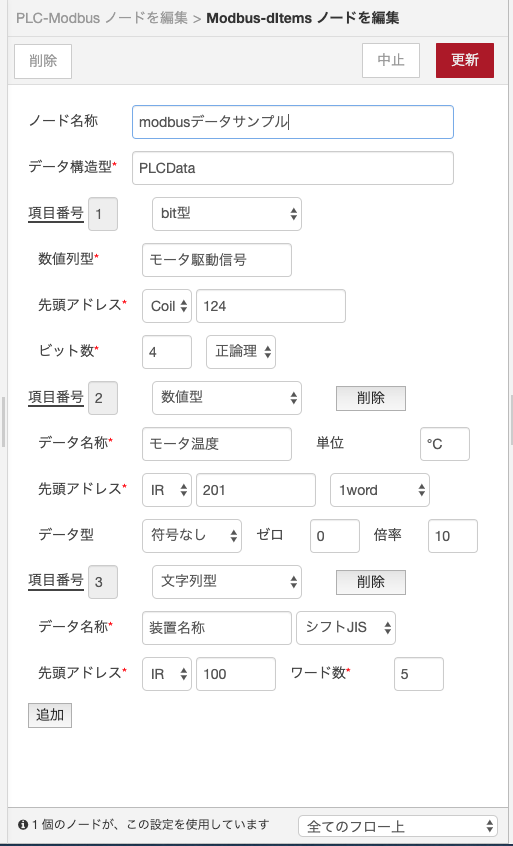 PLC-Modbus ノードを編集 > Modbus-dItems ノードを編集
削除 中止 更新
ノード名称 modbusデータサンプル
データ構造型* PLCData
項目番号 1 bit型
数値列型* モータ駆動信号
先頭アドレス* Coil 124
ビット数* 4 正論理
項目番号 2 数値型 削除
データ名称* モータ温度 単位 °C
先頭アドレス* IR 201 1word
データ型 符号なし ゼロ 0 倍率 10
項目番号 3 文字列型 削除
データ名称* 装置名称 シフトJIS
先頭アドレス* IR 100 ワード数* 5
追加
1 個のノードが、この設定を使用しています 全てのフロー上